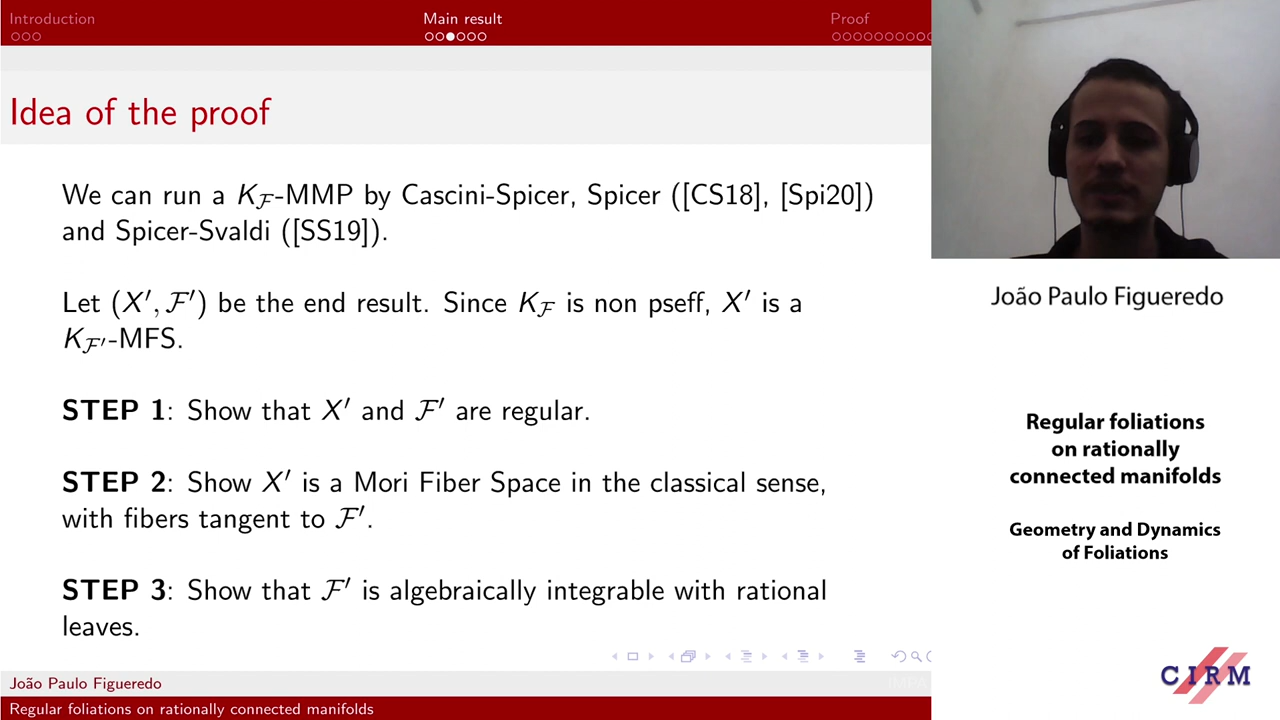 Introduction
Main result
Proof
Idea of the proof
We can run a K_F-MMP by Cascini-Spicer, Spicer ([CS18], [Spi20])
and Spicer-Svaldi ([SS19]).
Let (X′, F′) be the end result. Since K_F is non pseff, X′ is a
K_F′-MFS.
STEP 1: Show that X′ and F′ are regular.
STEP 2: Show X′ is a Mori Fiber Space in the classical sense,
with fibers tangent to F′.
STEP 3: Show that F′ is algebraically integrable with rational
leaves.
João Paulo Figueredo
IMPA
Regular foliations on rationally connected manifolds
João Paulo Figueredo
Regular foliations
on rationally
connected manifolds
Geometry and Dynamics
of Foliations
CIRM